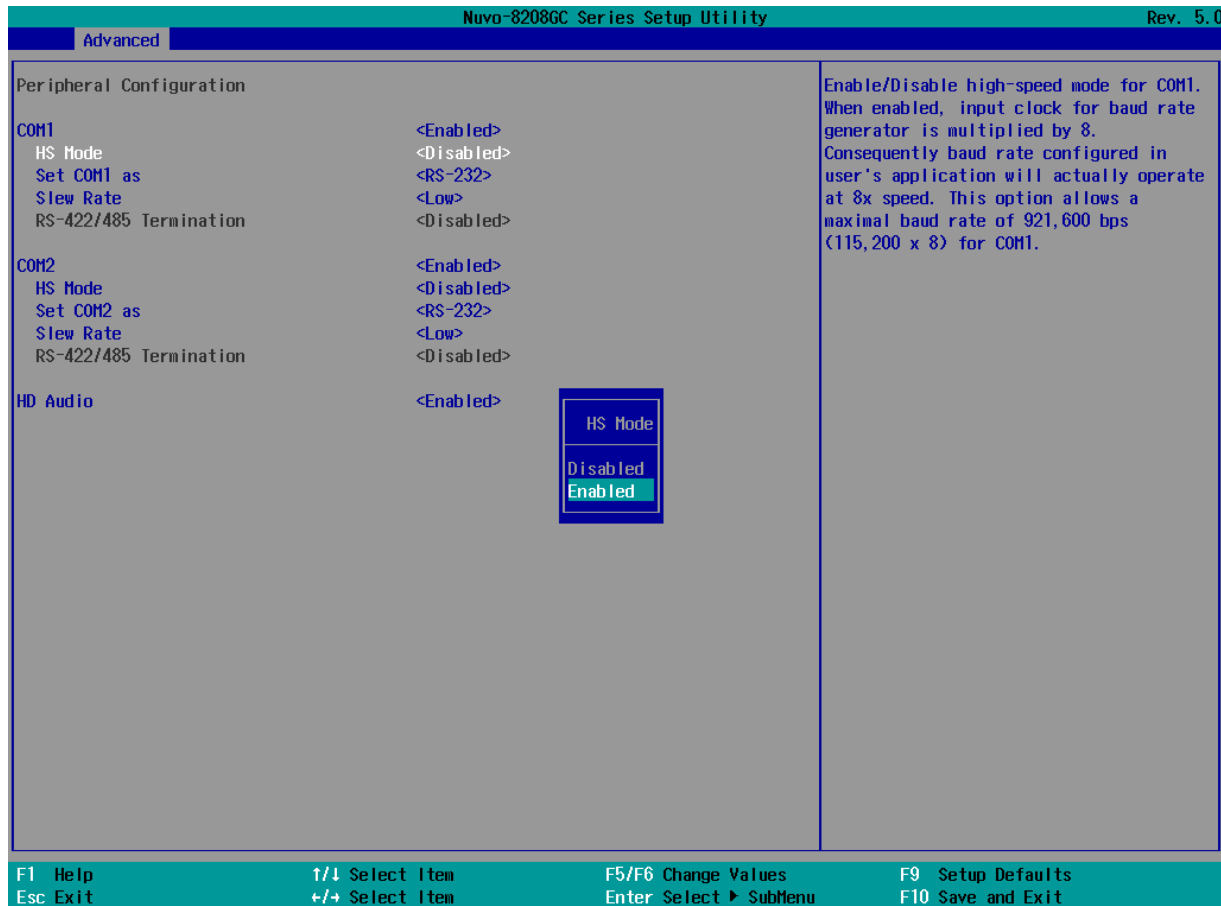 Nuvo-8208GC Series Setup Utility Rev. 5.0
Advanced
Peripheral Configuration
COM1 <Enabled>
HS Mode <Disabled>
Set COM1 as <RS-232>
Slew Rate <Low>
RS-422/485 Termination <Disabled>
COM2 <Enabled>
HS Mode <Disabled>
Set COM2 as <RS-232>
Slew Rate <Low>
RS-422/485 Termination <Disabled>
HD Audio <Enabled>
HS Mode
Disabled
Enabled
Enable/Disable high-speed mode for COM1.
When enabled, input clock for baud rate
generator is multiplied by 8.
Consequently baud rate configured in
user's application will actually operate
at 8x speed. This option allows a
maximal baud rate of 921,600 bps
(115,200 x 8) for COM1.
F1 Help ↑/↓ Select Item F5/F6 Change Values F9 Setup Defaults
Esc Exit ←/→ Select Item Enter Select ▶ SubMenu F10 Save and Exit